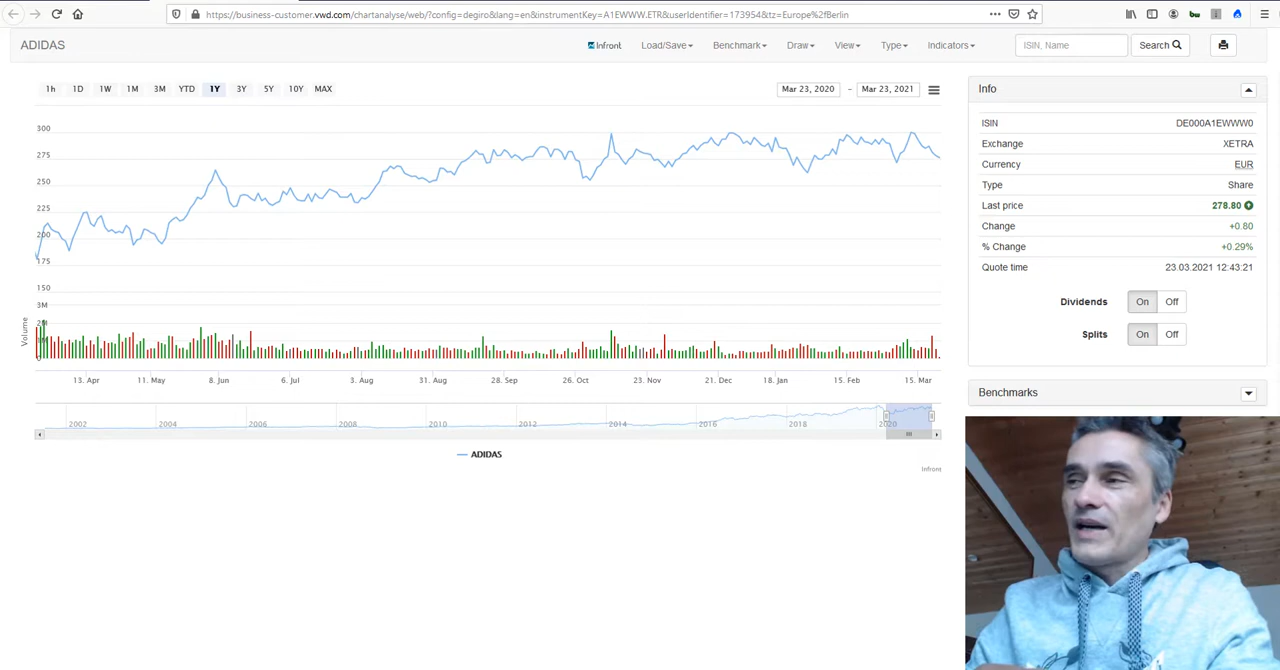 https://business-customer.vwd.com/chartanalyse/web/?config=degiro&lang=en&instrumentKey=A1EWWW.ETR&userIdentifier=173954&tz=Europe%2fBerlin
ADIDAS
Infront Load/Save Benchmark Draw View Type Indicators ISIN, Name Search
1h 1D 1W 1M 3M YTD 1Y 3Y 5Y 10Y MAX Mar 23, 2020 - Mar 23, 2021
300
275
250
225
200
175
150
3M
2M
1M
0
Volume
13. Apr 11. May 8. Jun 6. Jul 3. Aug 31. Aug 28. Sep 26. Oct 23. Nov 21. Dec 18. Jan 15. Feb 15. Mar
2002 2004 2006 2008 2010 2012 2014 2016 2018 2020
ADIDAS
Infront
Info
ISIN DE000A1EWWW0
Exchange XETRA
Currency EUR
Type Share
Last price 278.80
Change +0.80
% Change +0.29%
Quote time 23.03.2021 12:43:21
Dividends On Off
Splits On Off
Benchmarks